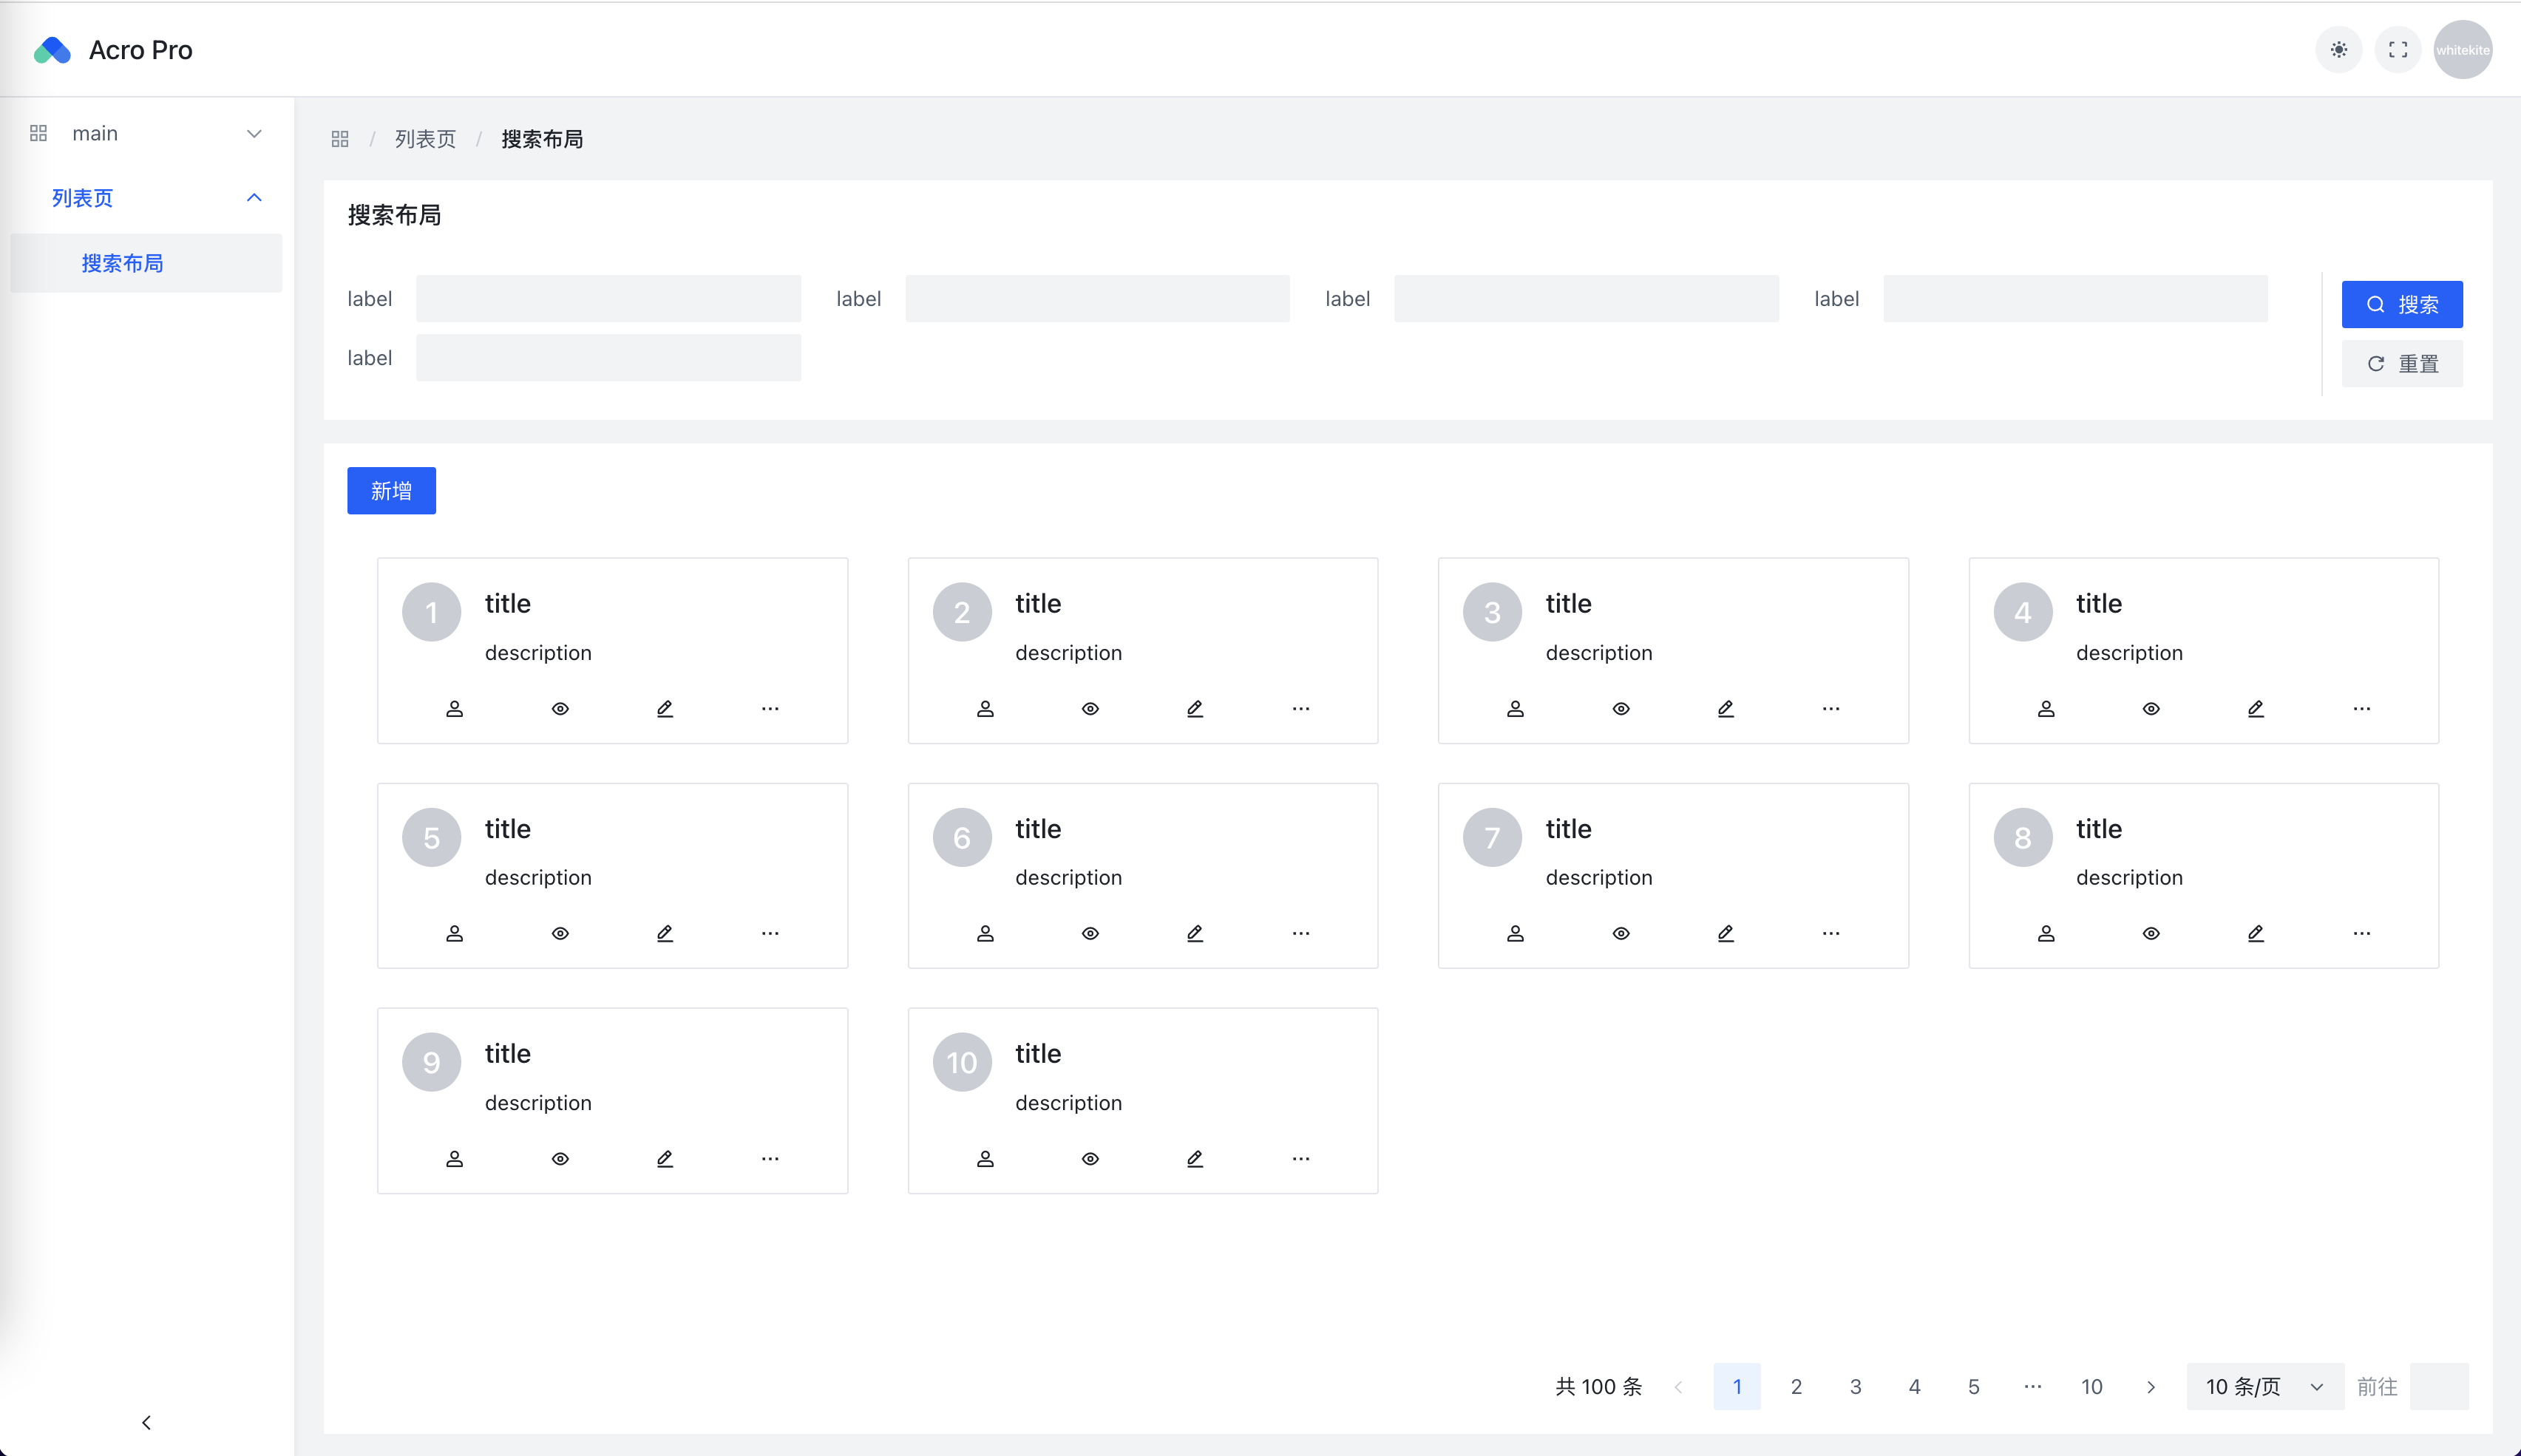 Acro Pro
whitekite
main
列表页
搜索布局
/ 列表页 / 搜索布局
搜索布局
label label label label
搜索
label
重置
新增
1 title
description
2 title
description
3 title
description
4 title
description
5 title
description
6 title
description
7 title
description
8 title
description
9 title
description
10 title
description
共 100 条 1 2 3 4 5 ··· 10 10 条/页 前往